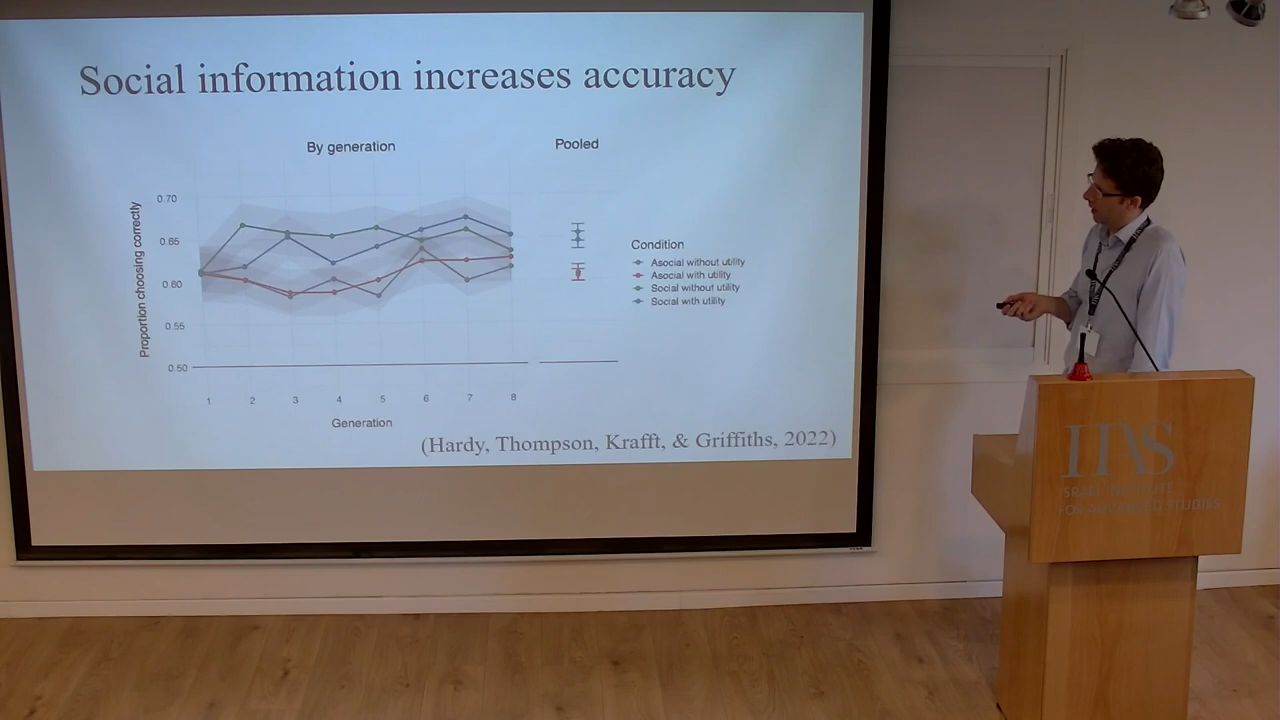 Social information increases accuracy
By generation
Pooled
Proportion choosing correctly
0.70
0.65
0.60
0.55
0.50
1 2 3 4 5 6 7 8
Generation
Condition
Asocial without utility
Asocial with utility
Social without utility
Social with utility
(Hardy, Thompson, Krafft, & Griffiths, 2022)
IIAS
ISRAEL INSTITUTE
FOR ADVANCED STUDIES